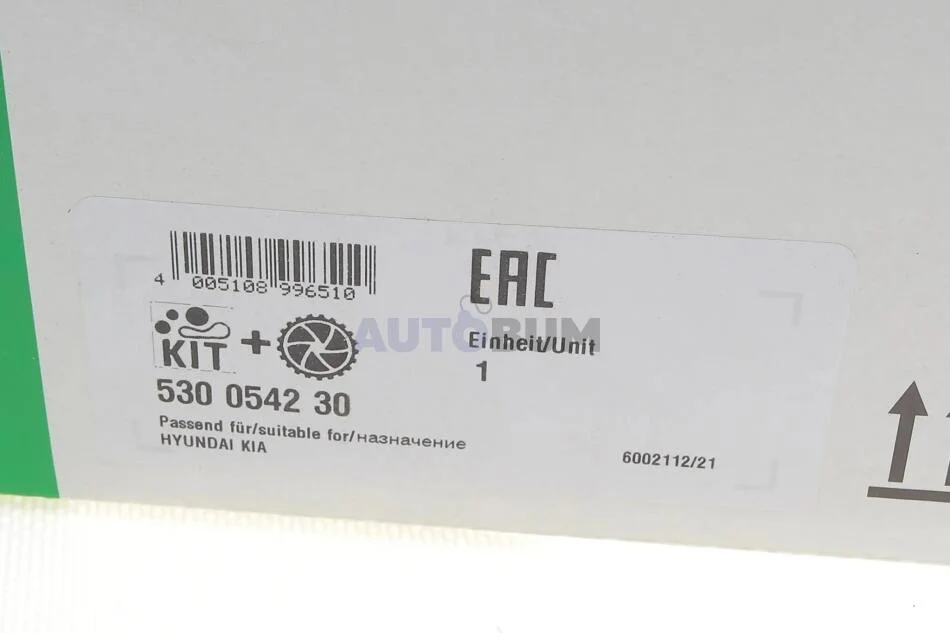 4 005108 996510
EAC
KIT +
AUTOBUM
Einheit/Unit
1
530 0542 30
Passend für/suitable for/назначение
HYUNDAI KIA
6002112/21